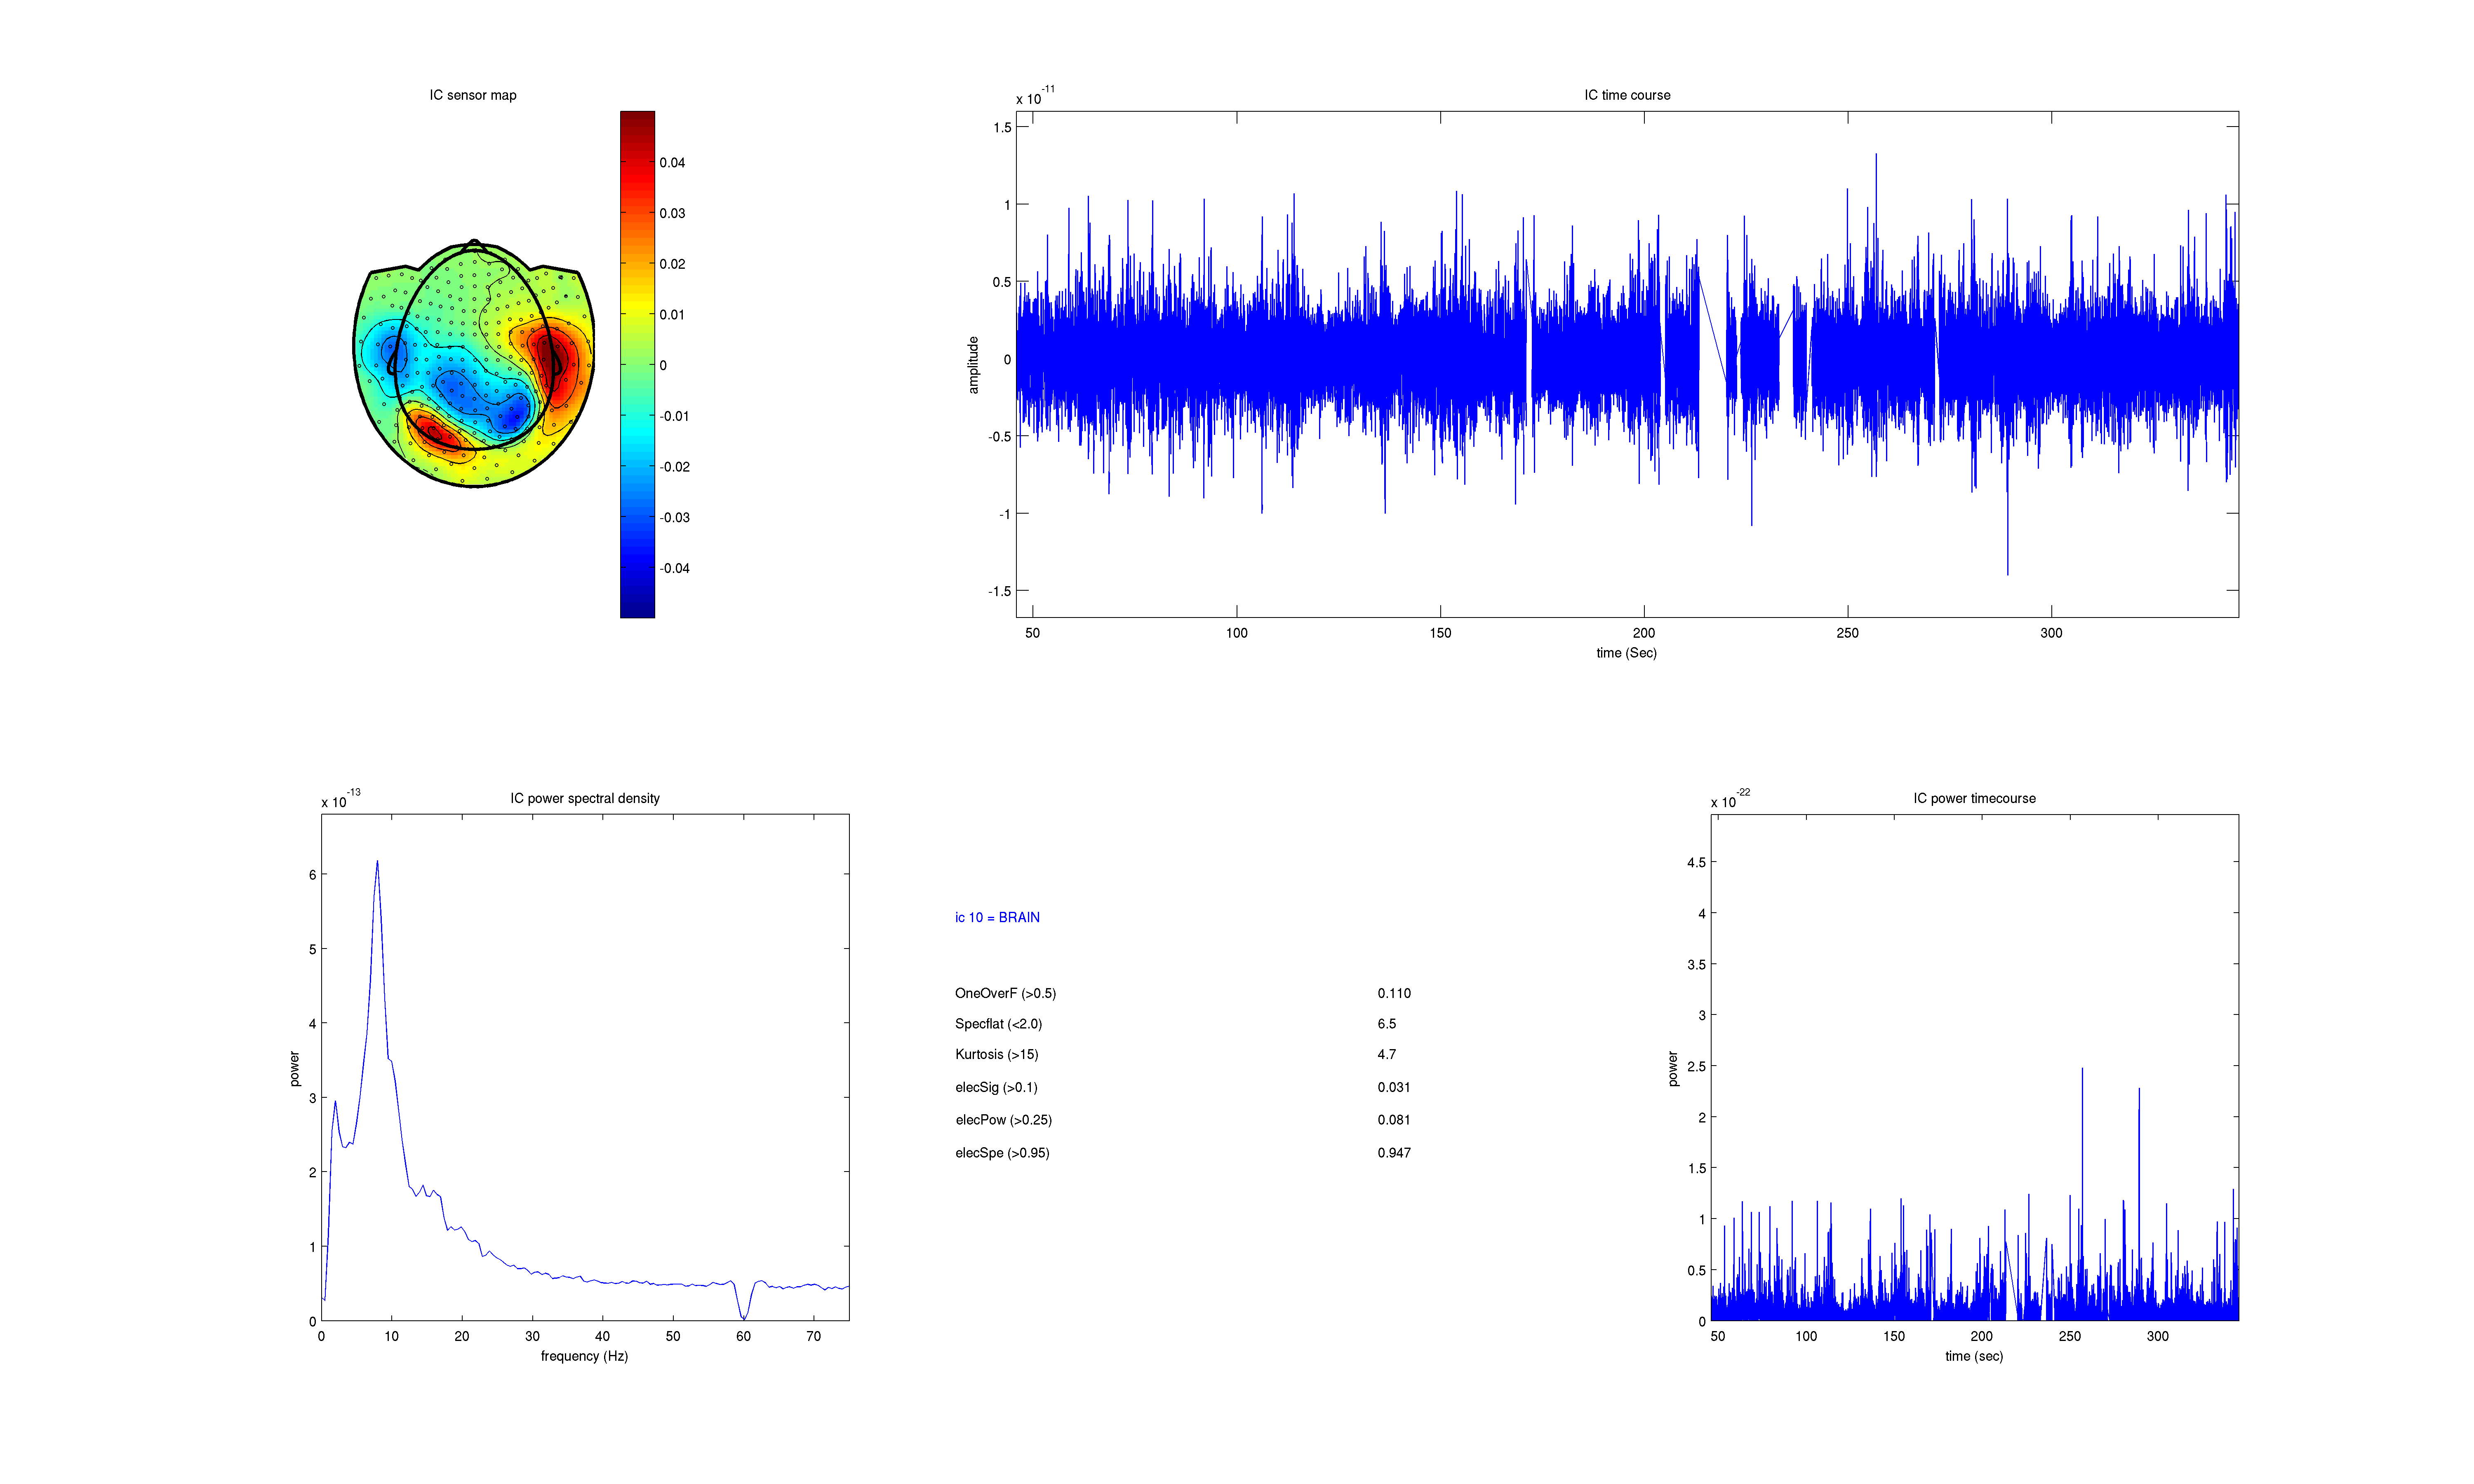 IC sensor map
0.04
0.03
0.02
0.01
0
-0.01
-0.02
-0.03
-0.04
IC time course
x 10-11
1.5
1
0.5
0
-0.5
-1
-1.5
amplitude
50 100 150 200 250 300
time (Sec)
IC power spectral density
x 10-13
6
5
4
3
2
1
0
power
0 10 20 30 40 50 60 70
frequency (Hz)
ic 10 = BRAIN
OneOverF (>0.5) 0.110
Specflat (<2.0) 6.5
Kurtosis (>15) 4.7
elecSig (>0.1) 0.031
elecPow (>0.25) 0.081
elecSpe (>0.95) 0.947
IC power timecourse
x 10-22
4.5
4
3.5
3
2.5
2
1.5
1
0.5
0
power
50 100 150 200 250 300
time (sec)